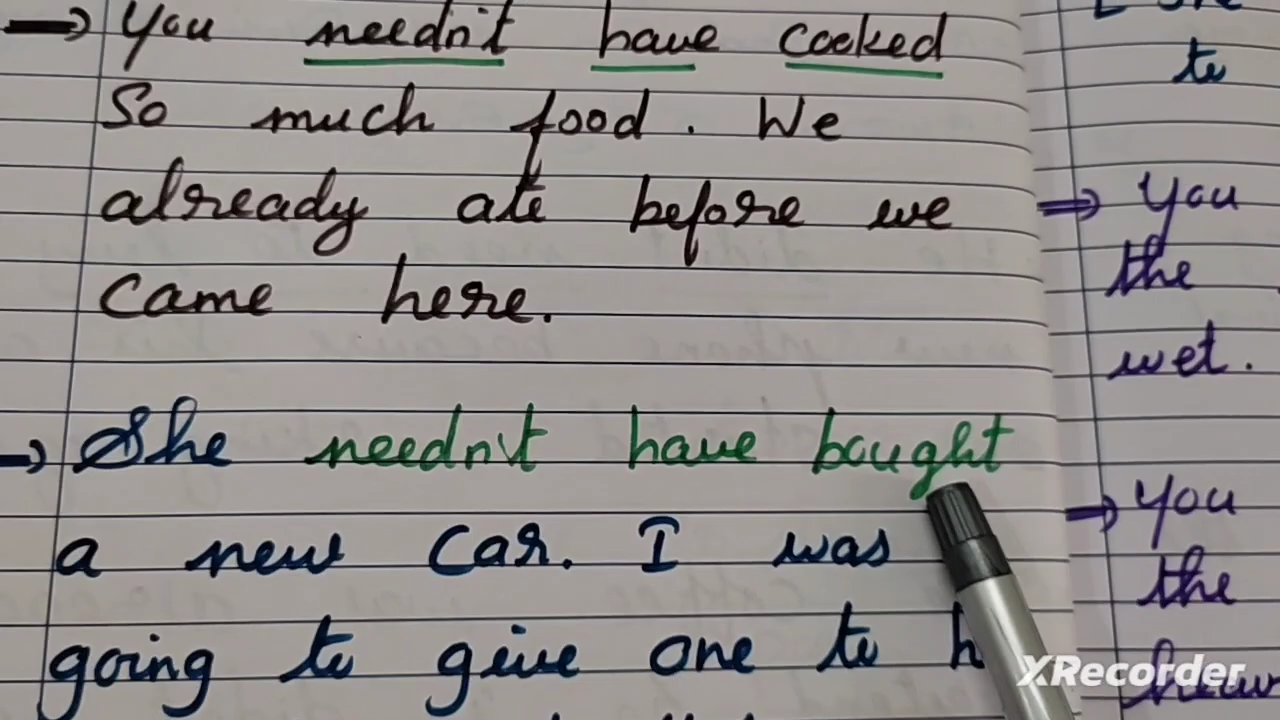 You needn't have cooked
So much food. We
already ate before we
came here.
She needn't have bought
a new car. I was
going to give one to
to
You
the
wet.
You
the
XRecorder